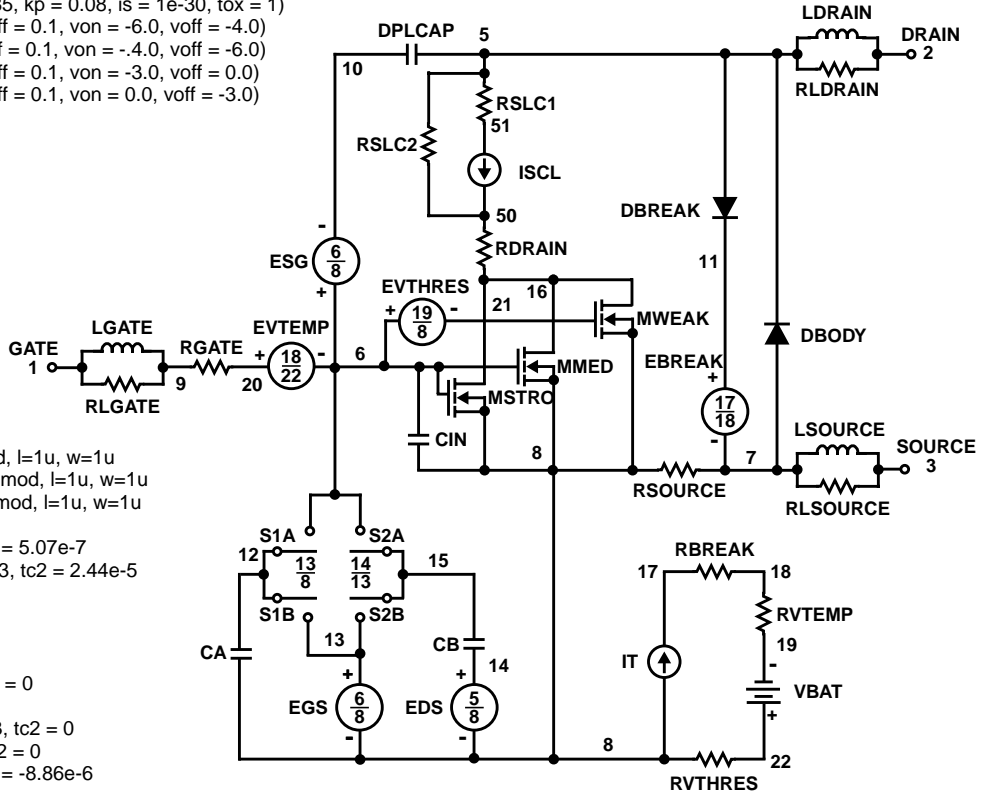 35, kp = 0.08, is = 1e-30, tox = 1)
ff = 0.1, von = -6.0, voff = -4.0)
f = 0.1, von = -.4.0, voff = -6.0)
ff = 0.1, von = -3.0, voff = 0.0)
ff = 0.1, von = 0.0, voff = -3.0)
LDRAIN
DPLCAP
5
DRAIN
2
10
RLDRAIN
RSLC1
51
RSLC2
ISCL
DBREAK
50
RDRAIN
ESG
6
8
11
EVTHRES
19
8
16
21
MWEAK
LGATE
EVTEMP
DBODY
GATE
1
RGATE
18
22
6
EBREAK
MMED
9
20
MSTRO
RLGATE
17
18
CIN
LSOURCE
8
7
SOURCE
3
RSOURCE
RLSOURCE
d, l=1u, w=1u
mod, l=1u, w=1u
mod, l=1u, w=1u
= 5.07e-7
3, tc2 = 2.44e-5
S1A
S2A
12
13
8
14
13
15
S1B
S2B
RBREAK
17
18
RVTEMP
13
CA
CB
19
14
IT
VBAT
EGS
6
8
EDS
5
8
= 0
3, tc2 = 0
2 = 0
= -8.86e-6
8
22
RVTHRES